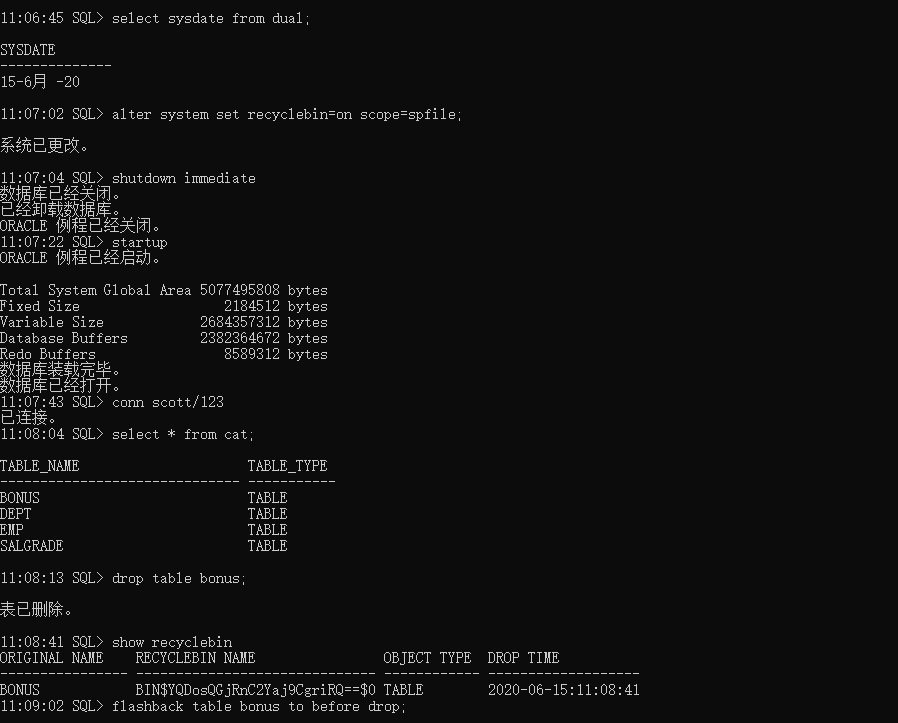 11:06:45 SQL> select sysdate from dual;
SYSDATE
--------------
15-6月 -20
11:07:02 SQL> alter system set recyclebin=on scope=spfile;
系统已更改。
11:07:04 SQL> shutdown immediate
数据库已经关闭。
已经卸载数据库。
ORACLE 例程已经关闭。
11:07:22 SQL> startup
ORACLE 例程已经启动。
Total System Global Area 5077495808 bytes
Fixed Size                  2184512 bytes
Variable Size            2684357312 bytes
Database Buffers         2382364672 bytes
Redo Buffers                8589312 bytes
数据库装载完毕。
数据库已经打开。
11:07:43 SQL> conn scott/123
已连接。
11:08:04 SQL> select * from cat;
TABLE_NAME                     TABLE_TYPE
------------------------------ -----------
BONUS                          TABLE
DEPT                           TABLE
EMP                            TABLE
SALGRADE                       TABLE
11:08:13 SQL> drop table bonus;
表已删除。
11:08:41 SQL> show recyclebin
ORIGINAL NAME    RECYCLEBIN NAME                OBJECT TYPE  DROP TIME
---------------- ------------------------------ ------------ -------------------
BONUS            BIN$YQDosQGjRnC2Yaj9CgriRQ==$0 TABLE        2020-06-15:11:08:41
11:09:02 SQL> flashback table bonus to before drop;